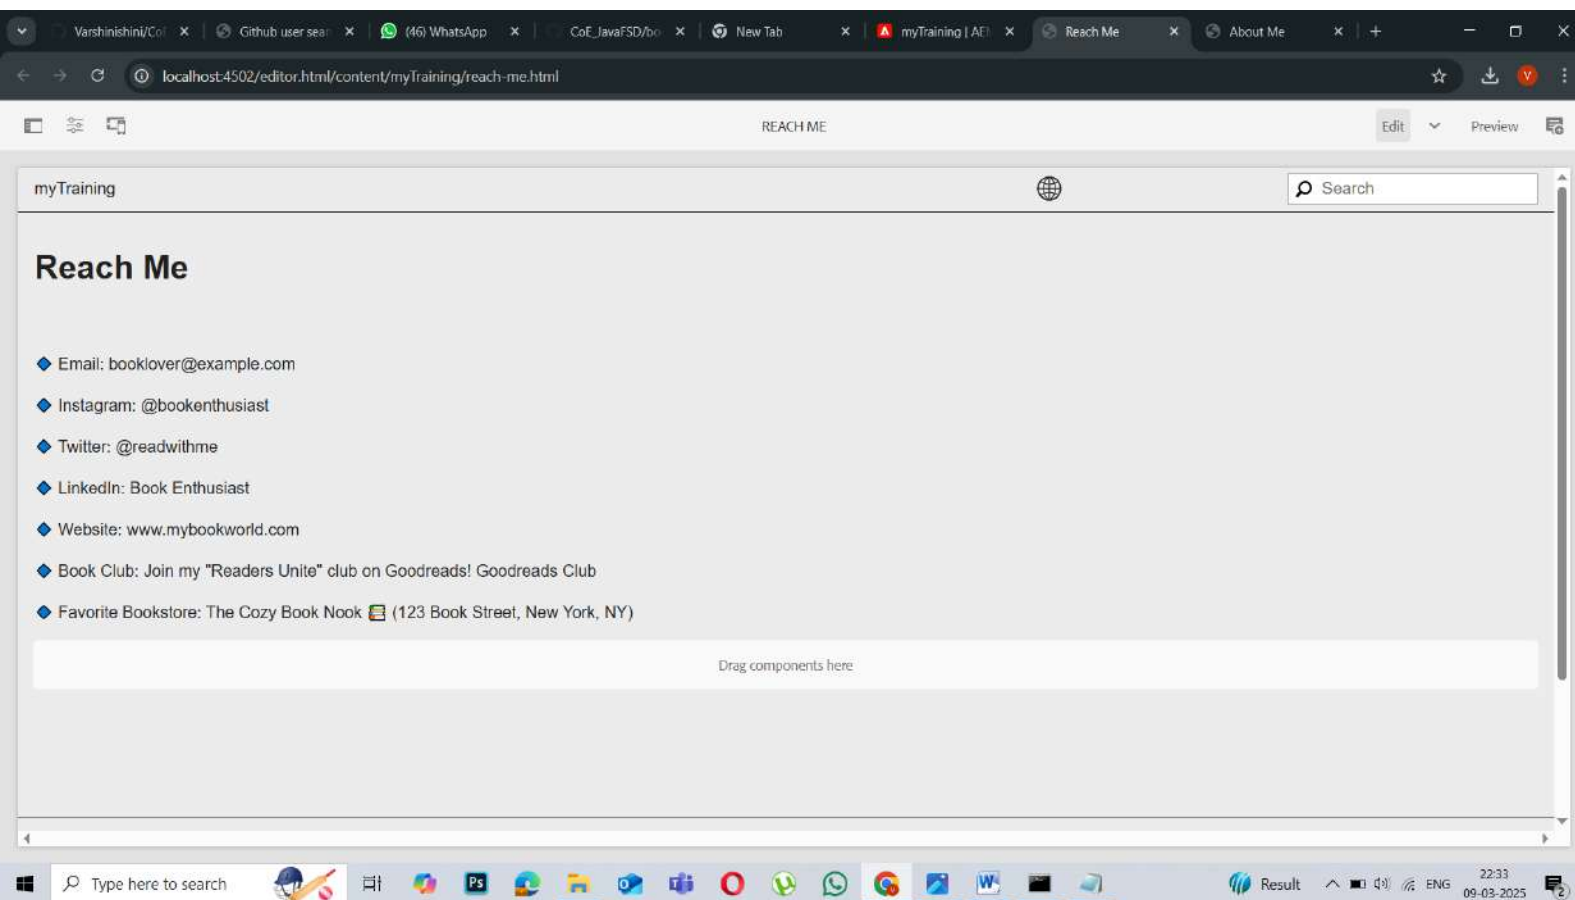 Varshinishini/Co
Github user sear
(46) WhatsApp
CoE_JavaFSD/bo
New Tab
myTraining | AE
Reach Me
About Me
localhost:4502/editor.html/content/myTraining/reach-me.html
V
REACH ME
Edit
Preview
myTraining
Search
Reach Me
Email: booklover@example.com
Instagram: @bookenthusiast
Twitter: @readwithme
LinkedIn: Book Enthusiast
Website: www.mybookworld.com
Book Club: Join my "Readers Unite" club on Goodreads! Goodreads Club
Favorite Bookstore: The Cozy Book Nook 📚 (123 Book Street, New York, NY)
Drag components here
Type here to search
Ps
W
Result
ENG
22:33
09-03-2025
2